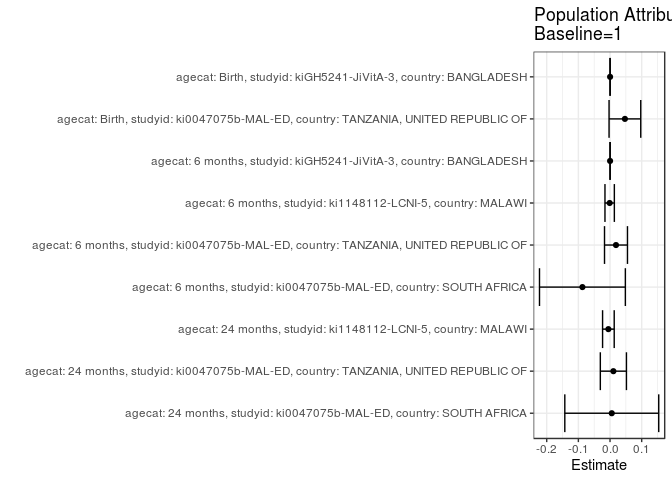 Population Attribu
Baseline=1
agecat: Birth, studyid: kiGH5241-JiVitA-3, country: BANGLADESH
agecat: Birth, studyid: ki0047075b-MAL-ED, country: TANZANIA, UNITED REPUBLIC OF
agecat: 6 months, studyid: kiGH5241-JiVitA-3, country: BANGLADESH
agecat: 6 months, studyid: ki1148112-LCNI-5, country: MALAWI
agecat: 6 months, studyid: ki0047075b-MAL-ED, country: TANZANIA, UNITED REPUBLIC OF
agecat: 6 months, studyid: ki0047075b-MAL-ED, country: SOUTH AFRICA
agecat: 24 months, studyid: ki1148112-LCNI-5, country: MALAWI
agecat: 24 months, studyid: ki0047075b-MAL-ED, country: TANZANIA, UNITED REPUBLIC OF
agecat: 24 months, studyid: ki0047075b-MAL-ED, country: SOUTH AFRICA
-0.2 -0.1 0.0 0.1
Estimate